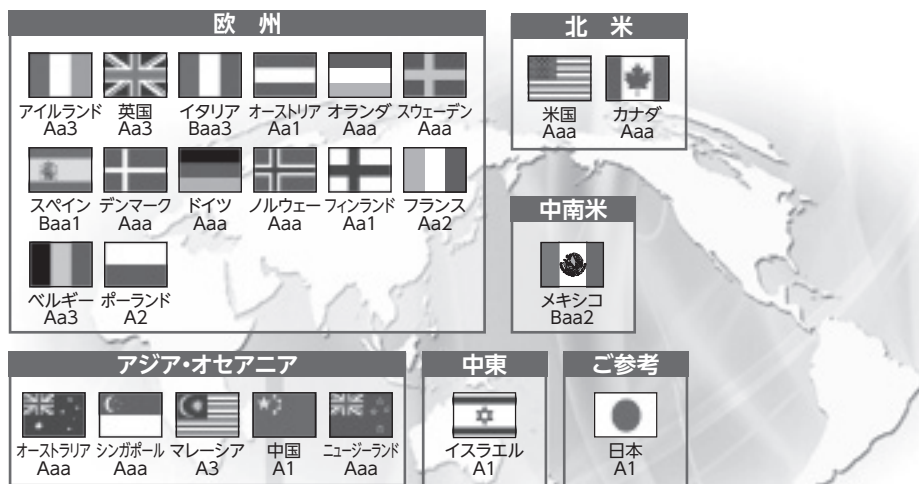 欧 州
アイルランド 英国 イタリア オーストリア オランダ スウェーデン
Aa3 Aa3 Baa3 Aa1 Aaa Aaa
スペイン デンマーク ドイツ ノルウェー フィンランド フランス
Baa1 Aaa Aaa Aaa Aa1 Aa2
ベルギー ポーランド
Aa3 A2
北 米
米国 カナダ
Aaa Aaa
中南米
メキシコ
Baa2
アジア・オセアニア
オーストラリア シンガポール マレーシア 中国 ニュージーランド
Aaa Aaa A3 A1 Aaa
中東
イスラエル
A1
ご参考
日本
A1